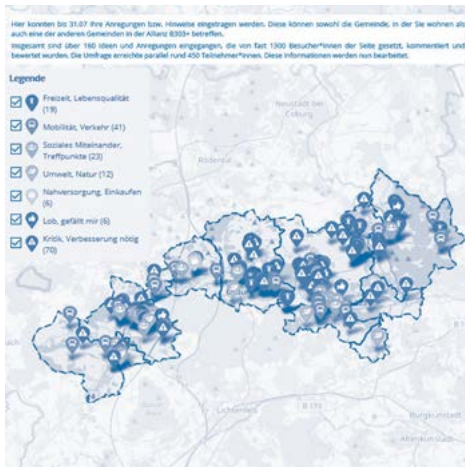 Hier konnten bis 31.07 Ihre Anregungen bzw. Hinweise eingetragen werden. Diese können sowohl die Gemeinde, in der Sie wohnen als
auch eine der anderen Gemeinden in der Allianz B303+ betreffen.
Insgesamt sind über 160 Ideen und Anregungen eingegangen, die von fast 1300 Besucher*innen der Seite gesetzt, kommentiert und
bewertet wurden. Die Umfrage erreichte parallel rund 450 Teilnehmer*innen. Diese Informationen werden nun bearbeitet.
Legende
Freizeit, Lebensqualität
(19)
Mobilität, Verkehr (41)
Soziales Miteinander,
Treffpunkte (23)
Umwelt, Natur (12)
Nahversorgung, Einkaufen
(6)
Lob, gefällt mir (6)
Kritik, Verbesserung nötig
(70)
Neustadt bei
Coburg
Rödental
Lichtenfels
B 173
Burgkunstadt
Altenkunstadt